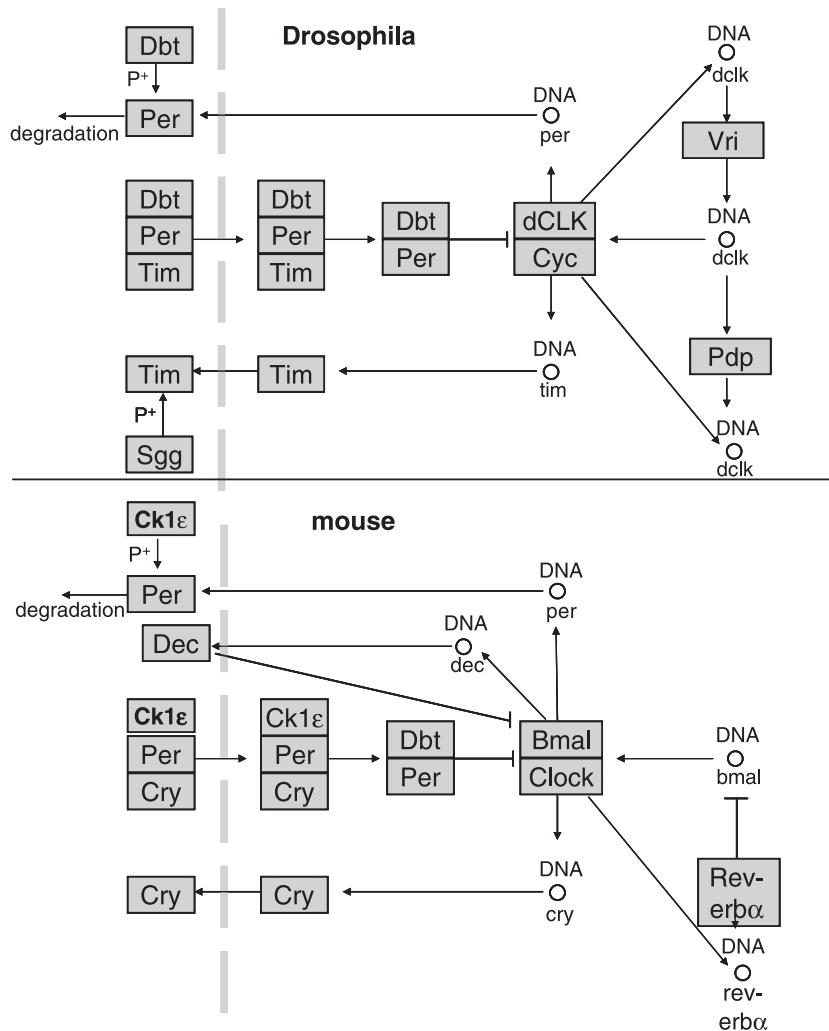 Drosophila
Dbt
P+
Per
degradation
DNA
per
DNA
dclk
Vri
Dbt
Per
Tim
Dbt
Per
Tim
Dbt
Per
dCLK
Cyc
DNA
dclk
Pdp
DNA
dclk
Tim
Tim
DNA
tim
P+
Sgg
mouse
Ck1ε
P+
Per
degradation
DNA
per
Dec
DNA
dec
Ck1ε
Per
Cry
Ck1ε
Per
Cry
Dbt
Per
Bmal
Clock
DNA
bmal
Cry
Cry
DNA
cry
Rev-
erbα
DNA
rev-
erbα